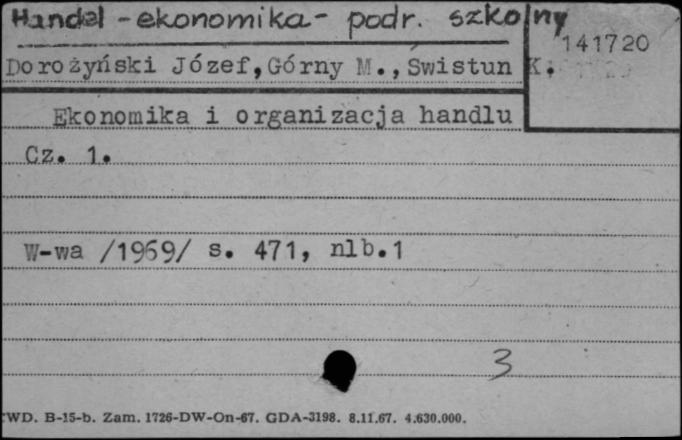 Handel - ekonomika - podr. szkolny
141720
Dorożyński Józef, Górny M., Swistun K.
Ekonomika i organizacja handlu
Cz. 1.
W-wa /1969/ s. 471, nlb.1
3
WD. B-15-b. Zam. 1726-DW-On-67. GDA-3198. 8.11.67. 4.630.000.